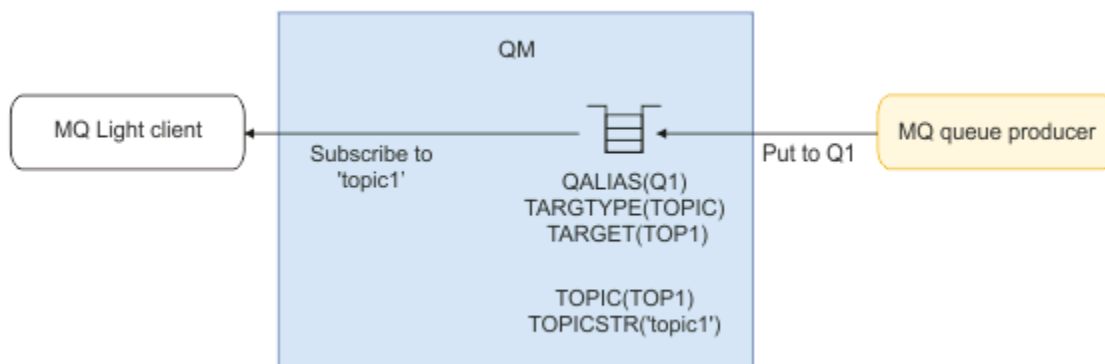 QM
MQ Light client
MQ queue producer
Subscribe to
'topic1'
Put to Q1
QALIAS(Q1)
TARGTYPE(TOPIC)
TARGET(TOP1)
TOPIC(TOP1)
TOPICSTR('topic1')